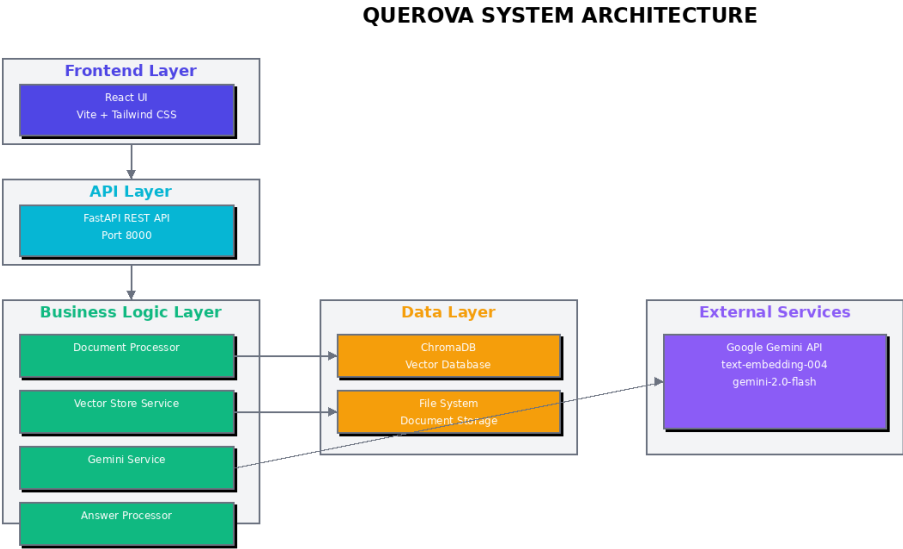 QUEROVA SYSTEM ARCHITECTURE
Frontend Layer
React UI
Vite + Tailwind CSS
API Layer
FastAPI REST API
Port 8000
Business Logic Layer
Document Processor
Vector Store Service
Gemini Service
Answer Processor
Data Layer
ChromaDB
Vector Database
File System
Document Storage
External Services
Google Gemini API
text-embedding-004
gemini-2.0-flash